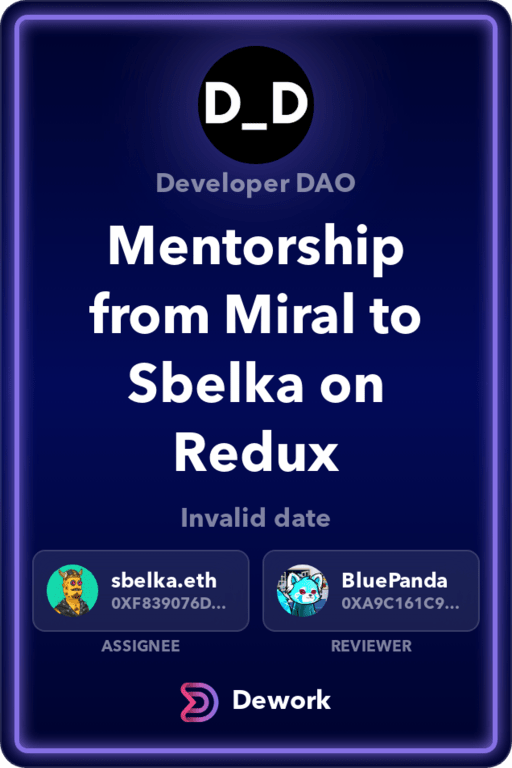 D_D
Developer DAO
Mentorship
from Miral to
Sbelka on
Redux
Invalid date
sbelka.eth
0XF839076D...
BluePanda
0XA9C161C9...
ASSIGNEE
REVIEWER
Dework